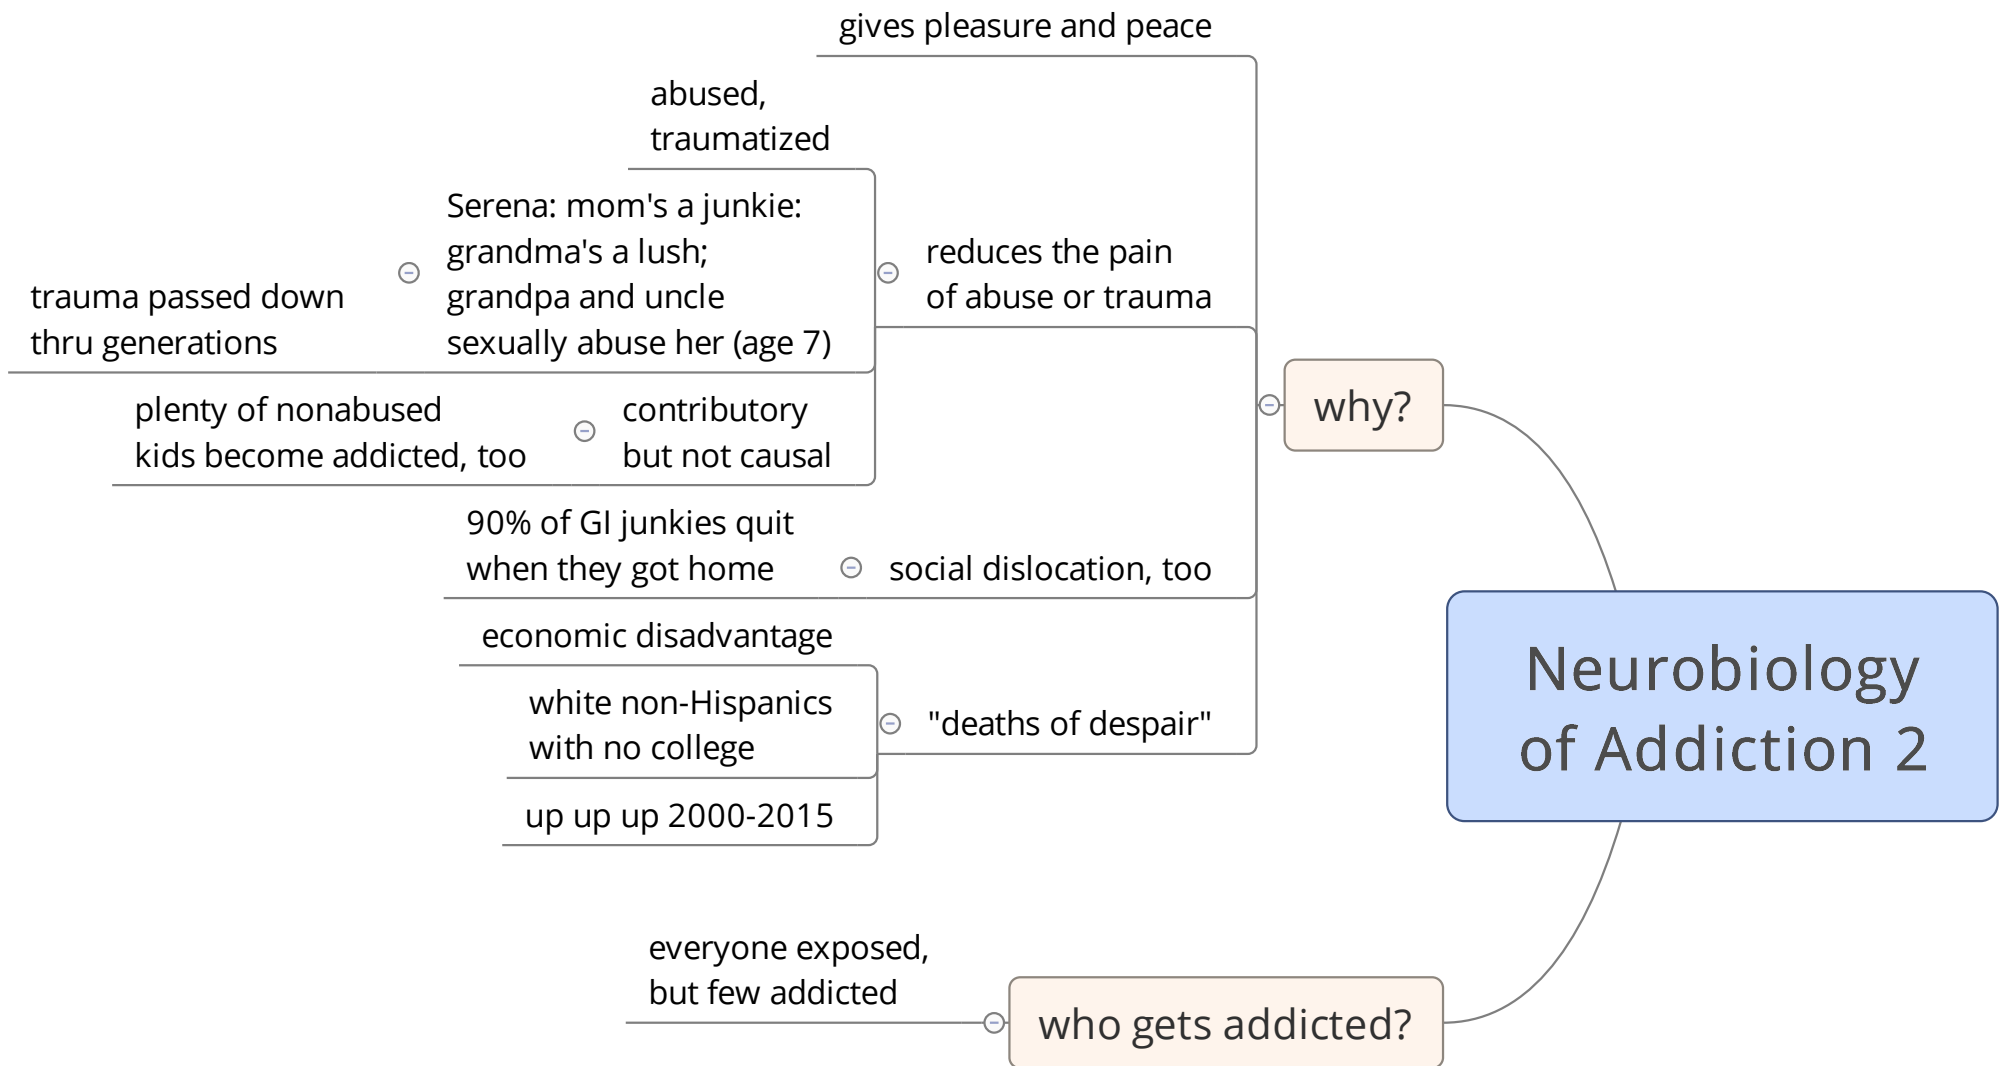 gives pleasure and peace
abused,
traumatized
Serena: mom's a junkie:
grandma's a lush;
grandpa and uncle
sexually abuse her (age 7)
trauma passed down
thru generations
reduces the pain
of abuse or trauma
plenty of nonabused
kids become addicted, too
contributory
but not causal
why?
90% of GI junkies quit
when they got home
social dislocation, too
economic disadvantage
white non-Hispanics
with no college
"deaths of despair"
up up up 2000-2015
Neurobiology
of Addiction 2
everyone exposed,
but few addicted
who gets addicted?